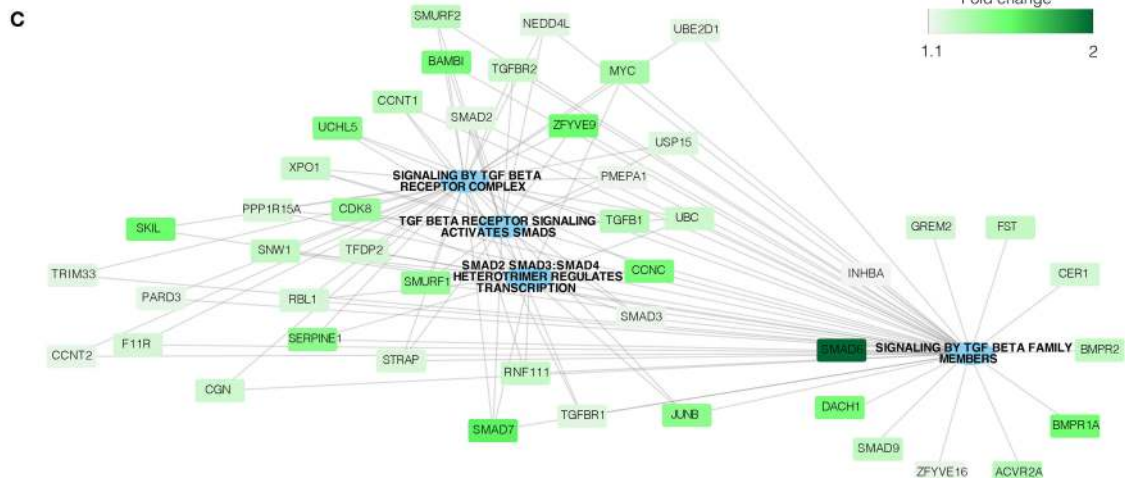 C
Fold change
1.1
2
SMURF2
NEDD4L
UBE2D1
BAMBI
TGFBR2
MYC
CCNT1
SMAD2
ZFYVE9
UCHL5
USP15
XPO1
SIGNALING BY TGF BETA
RECEPTOR COMPLEX
PMEPA1
PPP1R15A
CDK8
TGF BETA RECEPTOR SIGNALING
ACTIVATES SMADS
TGFB1
UBC
SKIL
GREM2
FST
SNW1
TFDP2
SMAD2 SMAD3:SMAD4
HETEROTRIMER REGULATES
TRANSCRIPTION
CCNC
TRIM33
SMURF1
INHBA
CER1
PARD3
RBL1
SMAD3
SERPINE1
F11R
CCNT2
STRAP
RNF111
SIGNALING BY TGF BETA FAMILY
MEMBERS
BMPR2
CGN
TGFBR1
JUNB
DACH1
SMAD7
BMPR1A
SMAD9
ZFYVE16
ACVR2A